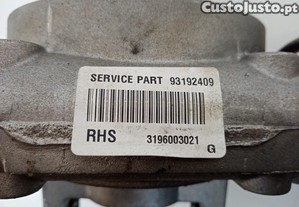 CustoJusto.pt
SERVICE PART 93192409
RHS 3196003021
G